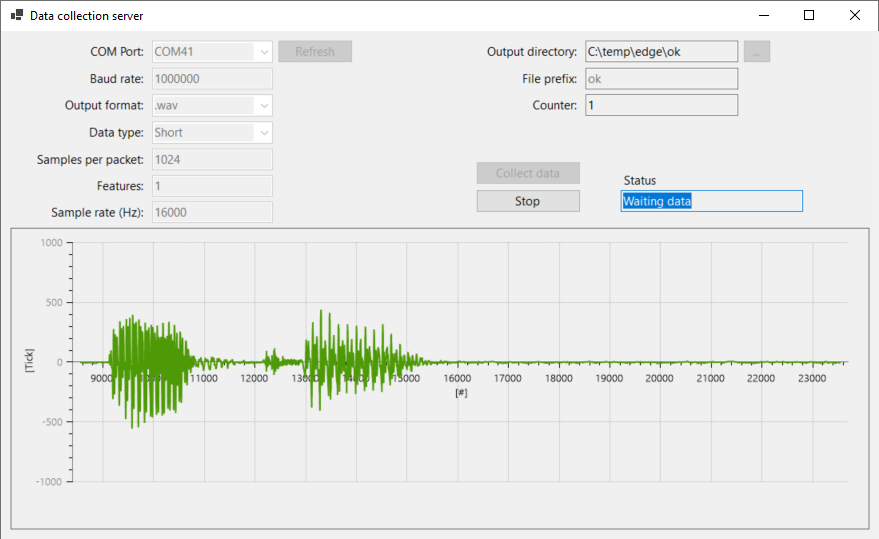 Data collection server
COM Port: COM41 Refresh Output directory: C:\temp\edge\ok ...
Baud rate: 1000000 File prefix: ok
Output format: .wav Counter: 1
Data type: Short
Samples per packet: 1024 Collect data
Features: 1 Status
Stop Waiting data
Sample rate (Hz): 16000
1000
500
0
-500
-1000
[Tick]
9000 10000 11000 12000 13000 14000 15000 16000 17000 18000 19000 20000 21000 22000 23000
[#]